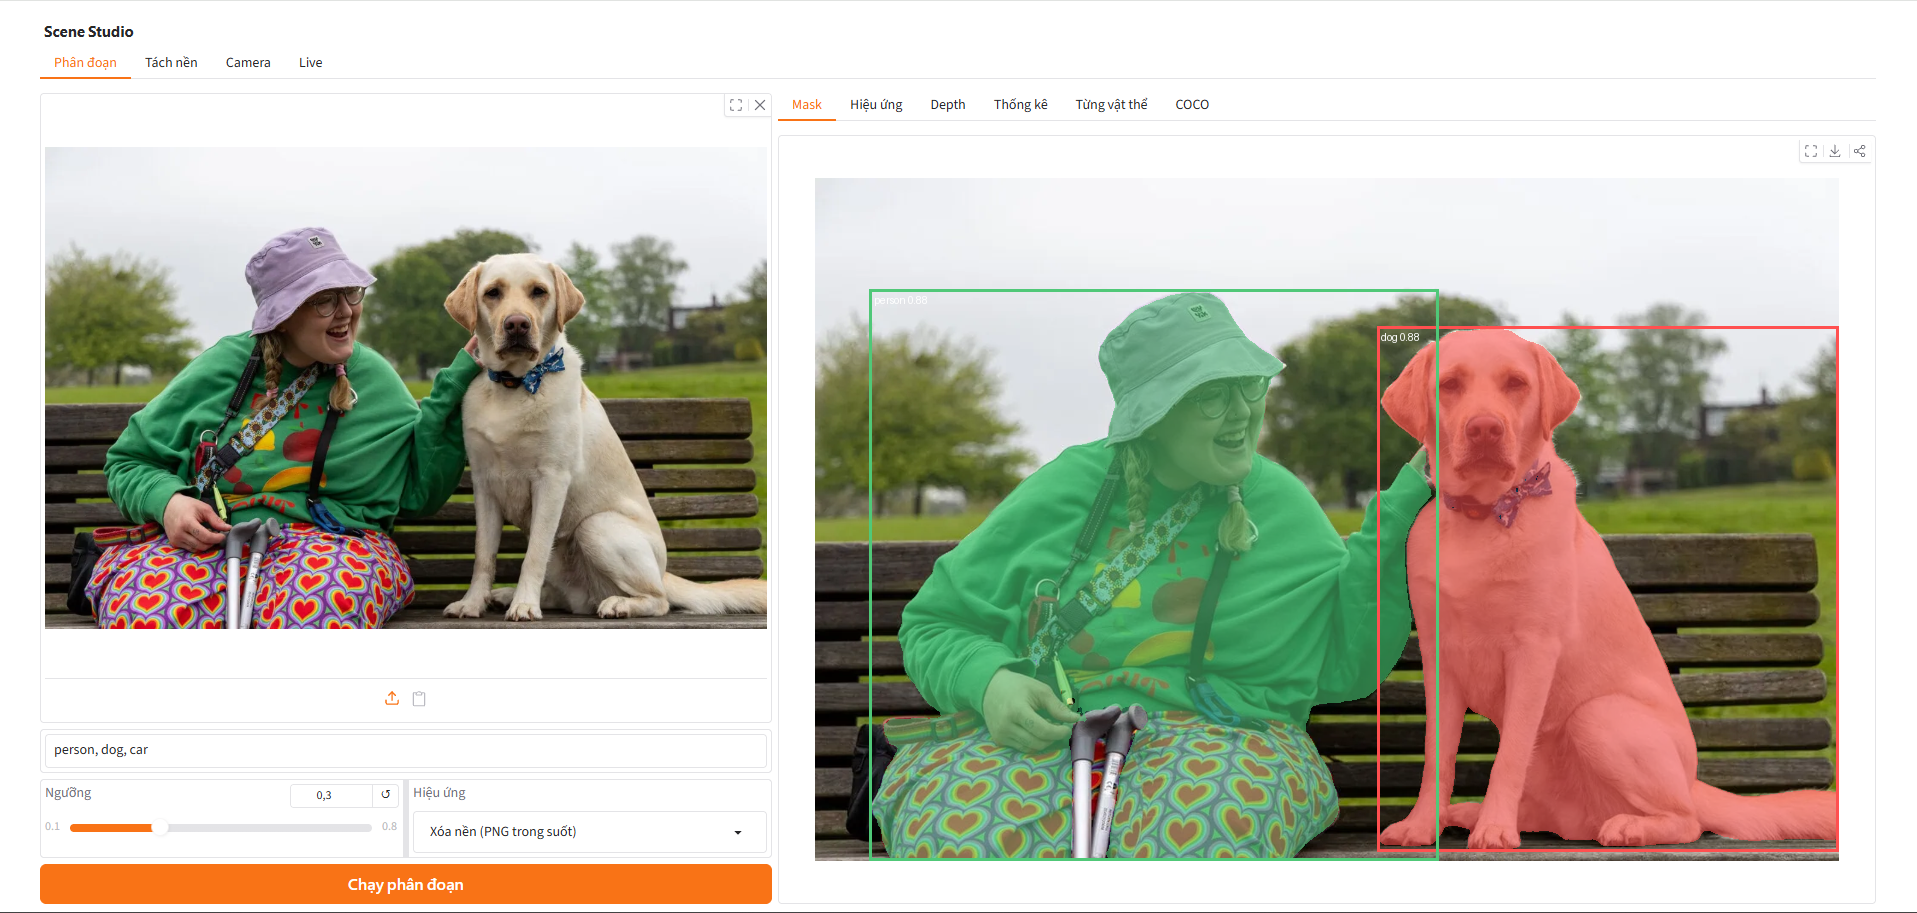 Scene Studio
Phân đoạn Tách nền Camera Live
Mask Hiệu ứng Depth Thống kê Từng vật thể COCO
person 0.88
dog 0.88
person, dog, car
Ngưỡng 0,3 ↺
0.1 0.8
Hiệu ứng
Xóa nền (PNG trong suốt)
Chạy phân đoạn